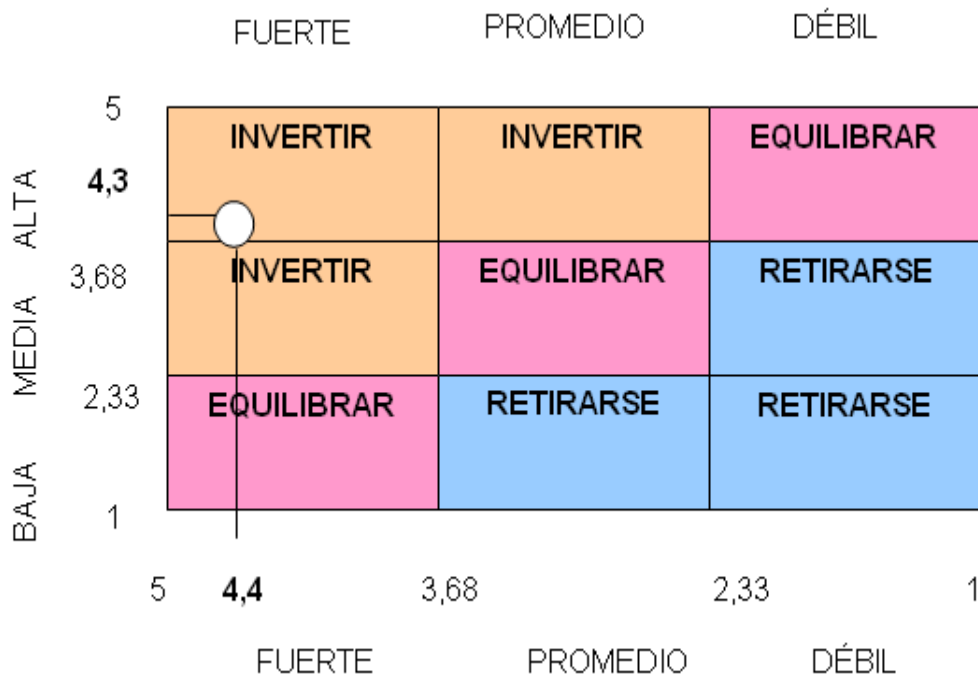 FUERTE PROMEDIO DÉBIL
5
INVERTIR INVERTIR EQUILIBRAR
4,3
ALTA
3,68
INVERTIR EQUILIBRAR RETIRARSE
MEDIA
2,33
EQUILIBRAR RETIRARSE RETIRARSE
BAJA
1
5 4,4 3,68 2,33 1
FUERTE PROMEDIO DÉBIL